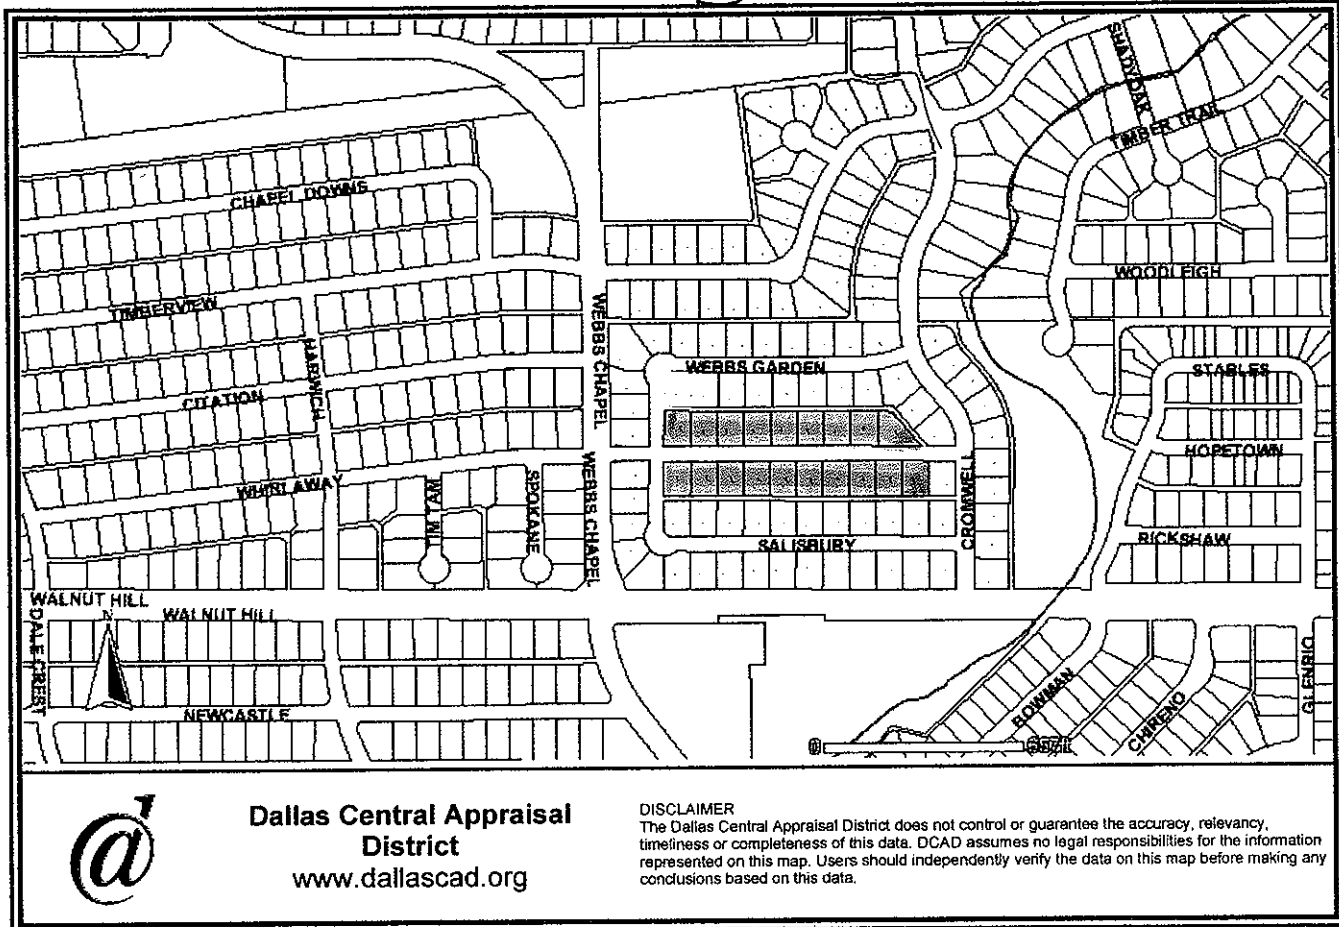 SHADY OAK
TIMBER TRAIL
CHAPEL DOWNS
WOODLEIGH
TIMBERVIEW
WEBBS CHAPEL
HARWICH
WEBBS GARDEN
STABLES
CITATION
HOPETOWN
WHIRLAWAY
TIM TAM
SPOKANE
WEBBS CHAPEL
CROMWELL
SALISBURY
RICKSHAW
WALNUT HILL
WALNUT HILL
N
DALE CREST
GLENDIG
BOWMAN
NEWCASTLE
CHIRENO
0
d
@
Dallas Central Appraisal
District
www.dallascad.org
DISCLAIMER
The Dallas Central Appraisal District does not control or guarantee the accuracy, relevancy,
timeliness or completeness of this data. DCAD assumes no legal responsibilities for the information
represented on this map. Users should independently verify the data on this map before making any
conclusions based on this data.